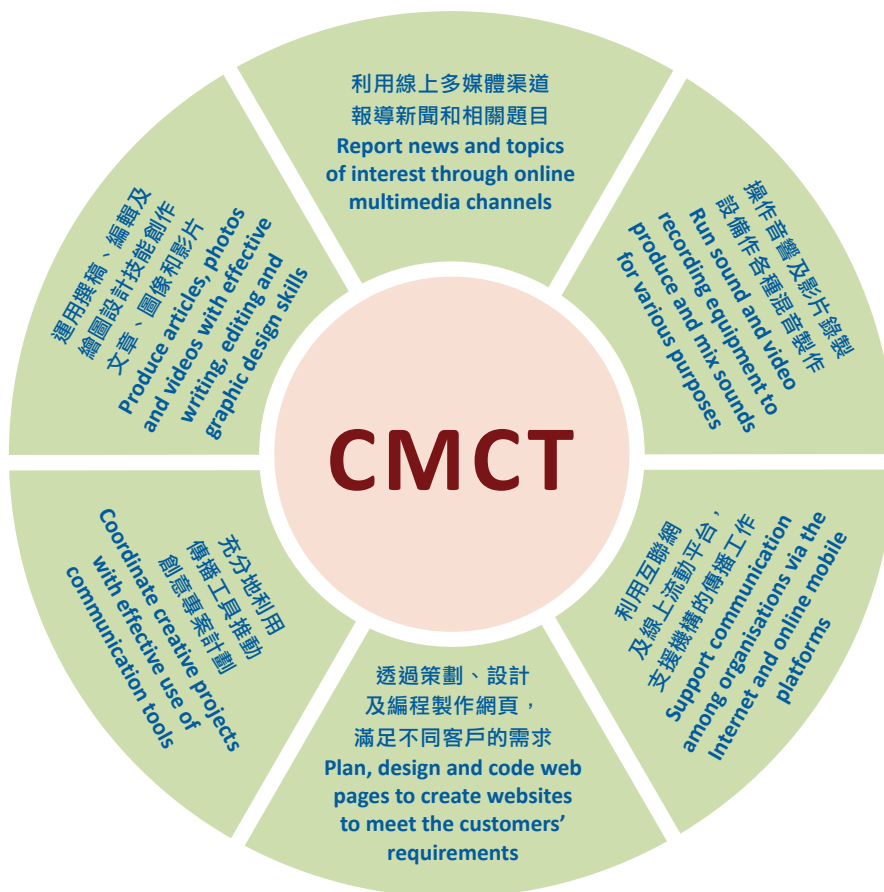 利用線上多媒體渠道
報導新聞和相關題目
Report news and topics
of interest through online
multimedia channels
操作音響及影片錄製
設備作各種混音製作
Run sound and video
recording equipment to
produce and mix sounds
for various purposes
利用互聯網
及線上流動平台，
支援機構的傳播工作
Support communication
among organisations via the
Internet and online mobile
platforms
透過策劃、設計
及編程製作網頁，
滿足不同客戶的需求
Plan, design and code web
pages to create websites
to meet the customers’
requirements
充分地利用
傳播工具推動
創意專案計劃
Coordinate creative projects
with effective use of
communication tools
運用撰稿、編輯及
繪圖設計技能創作
文章、圖像和影片
Produce articles, photos
and videos with effective
writing, editing and
graphic design skills
CMCT